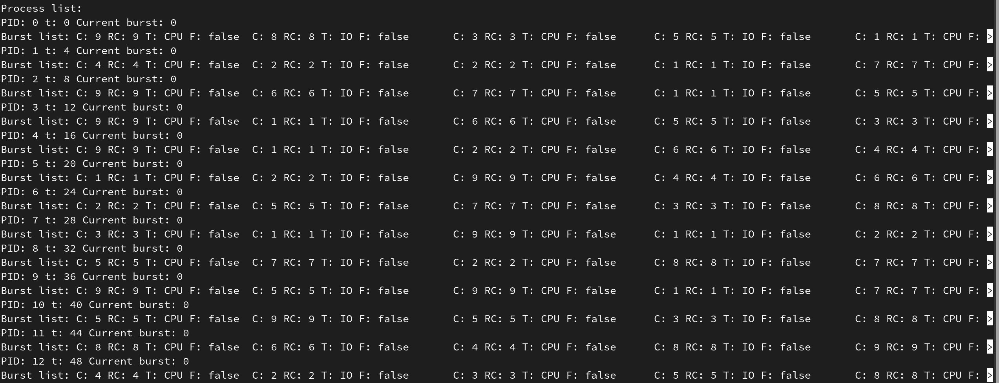 Process list:
PID: 0 t: 0 Current burst: 0
Burst list: C: 9 RC: 9 T: CPU F: false  C: 8 RC: 8 T: IO F: false       C: 3 RC: 3 T: CPU F: false      C: 5 RC: 5 T: IO F: false       C: 1 RC: 1 T: CPU F: >
PID: 1 t: 4 Current burst: 0
Burst list: C: 4 RC: 4 T: CPU F: false  C: 2 RC: 2 T: IO F: false       C: 2 RC: 2 T: CPU F: false      C: 1 RC: 1 T: IO F: false       C: 7 RC: 7 T: CPU F: >
PID: 2 t: 8 Current burst: 0
Burst list: C: 9 RC: 9 T: CPU F: false  C: 6 RC: 6 T: IO F: false       C: 7 RC: 7 T: CPU F: false      C: 1 RC: 1 T: IO F: false       C: 5 RC: 5 T: CPU F: >
PID: 3 t: 12 Current burst: 0
Burst list: C: 9 RC: 9 T: CPU F: false  C: 1 RC: 1 T: IO F: false       C: 6 RC: 6 T: CPU F: false      C: 5 RC: 5 T: IO F: false       C: 3 RC: 3 T: CPU F: >
PID: 4 t: 16 Current burst: 0
Burst list: C: 9 RC: 9 T: CPU F: false  C: 1 RC: 1 T: IO F: false       C: 2 RC: 2 T: CPU F: false      C: 6 RC: 6 T: IO F: false       C: 4 RC: 4 T: CPU F: >
PID: 5 t: 20 Current burst: 0
Burst list: C: 1 RC: 1 T: CPU F: false  C: 2 RC: 2 T: IO F: false       C: 9 RC: 9 T: CPU F: false      C: 4 RC: 4 T: IO F: false       C: 6 RC: 6 T: CPU F: >
PID: 6 t: 24 Current burst: 0
Burst list: C: 2 RC: 2 T: CPU F: false  C: 5 RC: 5 T: IO F: false       C: 7 RC: 7 T: CPU F: false      C: 3 RC: 3 T: IO F: false       C: 8 RC: 8 T: CPU F: >
PID: 7 t: 28 Current burst: 0
Burst list: C: 3 RC: 3 T: CPU F: false  C: 1 RC: 1 T: IO F: false       C: 9 RC: 9 T: CPU F: false      C: 1 RC: 1 T: IO F: false       C: 2 RC: 2 T: CPU F: >
PID: 8 t: 32 Current burst: 0
Burst list: C: 5 RC: 5 T: CPU F: false  C: 7 RC: 7 T: IO F: false       C: 2 RC: 2 T: CPU F: false      C: 8 RC: 8 T: IO F: false       C: 7 RC: 7 T: CPU F: >
PID: 9 t: 36 Current burst: 0
Burst list: C: 9 RC: 9 T: CPU F: false  C: 5 RC: 5 T: IO F: false       C: 9 RC: 9 T: CPU F: false      C: 1 RC: 1 T: IO F: false       C: 7 RC: 7 T: CPU F: >
PID: 10 t: 40 Current burst: 0
Burst list: C: 5 RC: 5 T: CPU F: false  C: 9 RC: 9 T: IO F: false       C: 5 RC: 5 T: CPU F: false      C: 3 RC: 3 T: IO F: false       C: 8 RC: 8 T: CPU F: >
PID: 11 t: 44 Current burst: 0
Burst list: C: 8 RC: 8 T: CPU F: false  C: 6 RC: 6 T: IO F: false       C: 4 RC: 4 T: CPU F: false      C: 8 RC: 8 T: IO F: false       C: 9 RC: 9 T: CPU F: >
PID: 12 t: 48 Current burst: 0
Burst list: C: 4 RC: 4 T: CPU F: false  C: 2 RC: 2 T: IO F: false       C: 3 RC: 3 T: CPU F: false      C: 5 RC: 5 T: IO F: false       C: 8 RC: 8 T: CPU F: >